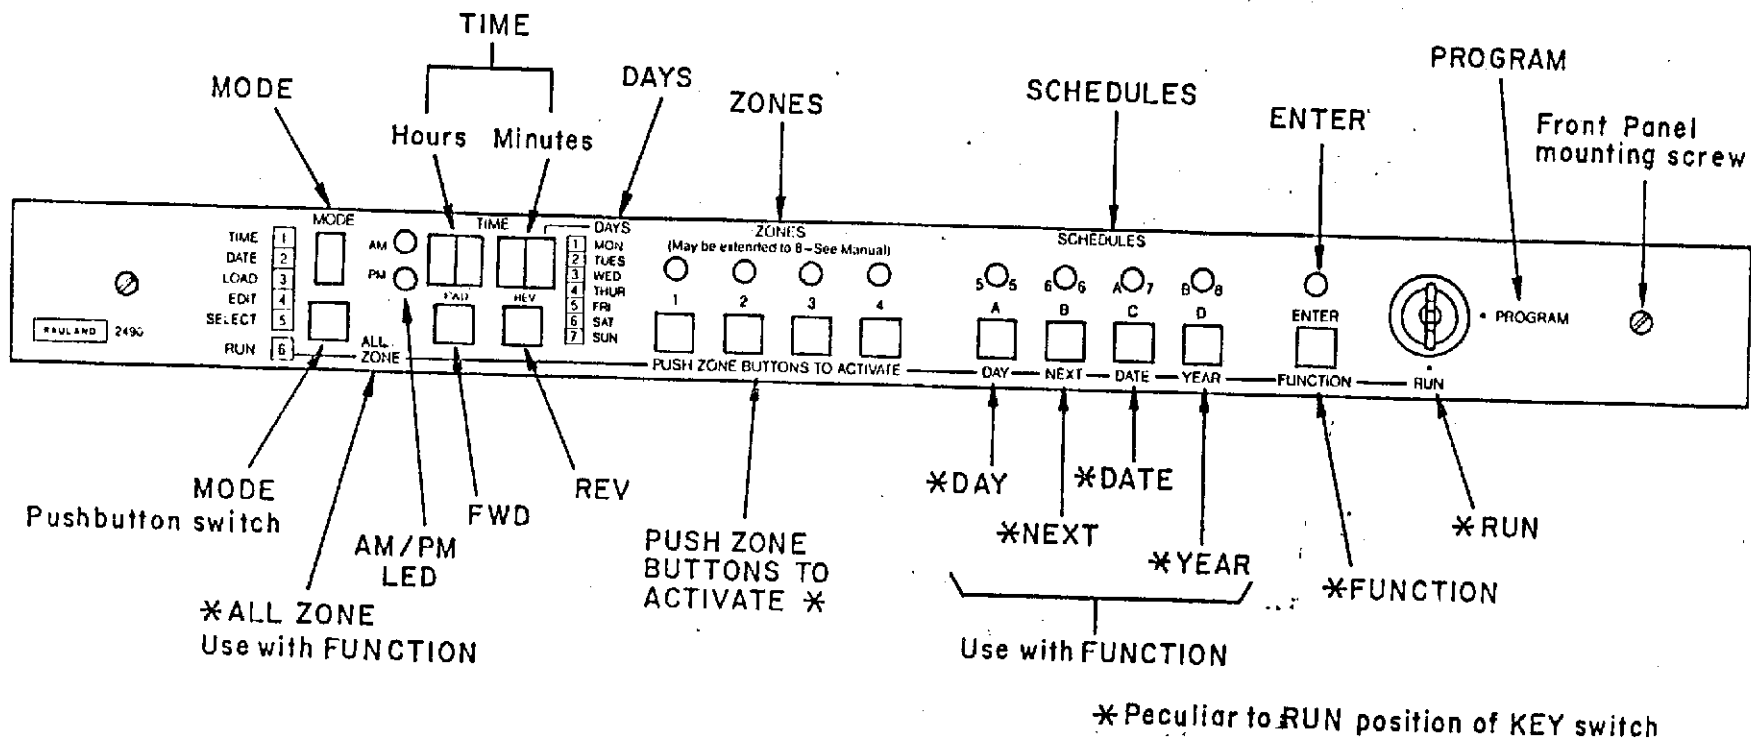 TIME
MODE
DAYS
ZONES
SCHEDULES
PROGRAM
ENTER
Hours Minutes
Front Panel
mounting screw
MODE
TIME 1
DATE 2
LOAD 3
EDIT 4
SELECT 5
RUN 6
AM
PM
ALL
ZONE
TIME
FWD REV
DAYS
1 MON
2 TUES
3 WED
4 THUR
5 FRI
6 SAT
7 SUN
RAULAND 2490
ZONES
(May be extended to 8-See Manual)
1 2 3 4
PUSH ZONE BUTTONS TO ACTIVATE
SCHEDULES
5 5 6 6 A 7 B 8
A B C D
DAY NEXT DATE YEAR
ENTER
FUNCTION
PROGRAM
RUN
MODE
Pushbutton switch
AM/PM
LED
FWD
REV
*ALL ZONE
Use with FUNCTION
PUSH ZONE
BUTTONS TO
ACTIVATE *
*DAY
*NEXT
*DATE
*YEAR
Use with FUNCTION
*FUNCTION
*RUN
*Peculiar to RUN position of KEY switch